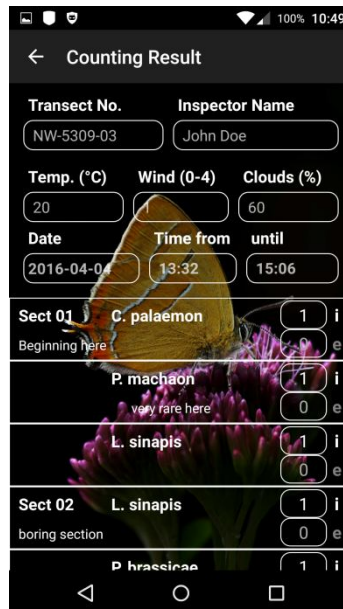 100% 10:49
Counting Result
Transect No. Inspector Name
NW-5309-03 John Doe
Temp. (°C) Wind (0-4) Clouds (%)
20 1 60
Date Time from until
2016-04-04 13:32 15:06
Sect 01 C. palaemon 1 i
Beginning here 0 e
P. machaon 1 i
very rare here 0 e
L. sinapis 1 i
0 e
Sect 02 L. sinapis 1 i
boring section 0 e
P. brassicae 1 i